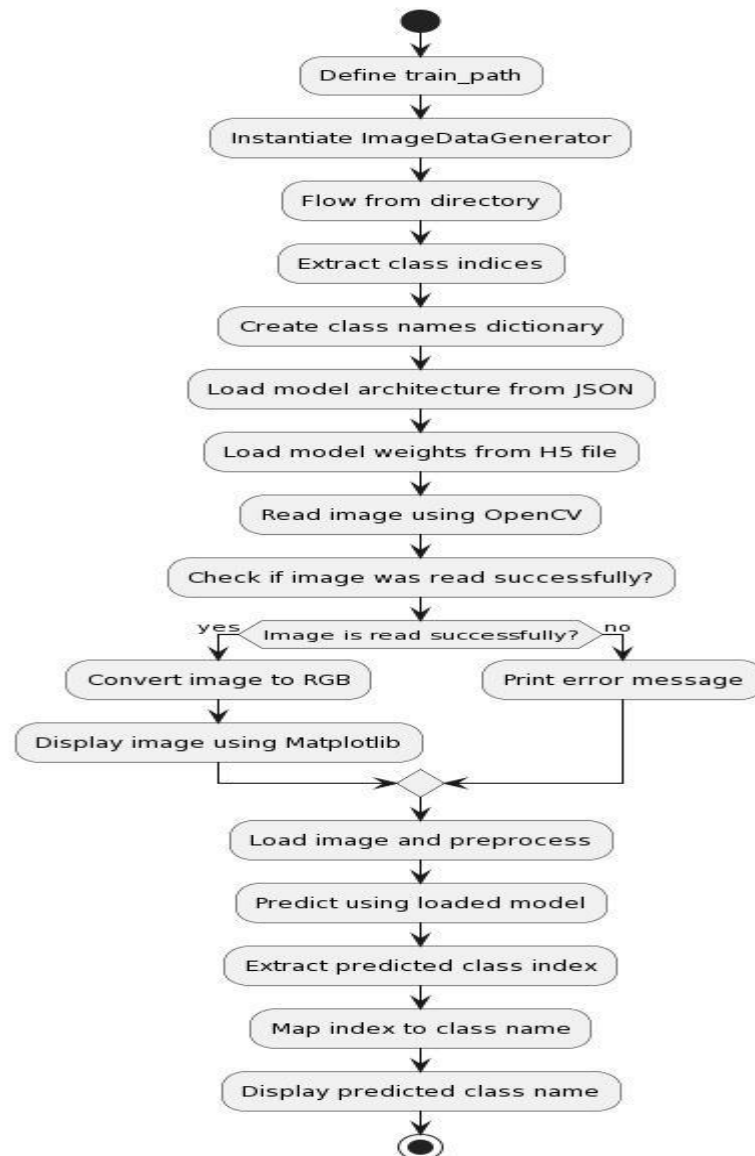 Define train_path
Instantiate ImageDataGenerator
Flow from directory
Extract class indices
Create class names dictionary
Load model architecture from JSON
Load model weights from H5 file
Read image using OpenCV
Check if image was read successfully?
yes
Image is read successfully?
no
Convert image to RGB
Print error message
Display image using Matplotlib
Load image and preprocess
Predict using loaded model
Extract predicted class index
Map index to class name
Display predicted class name